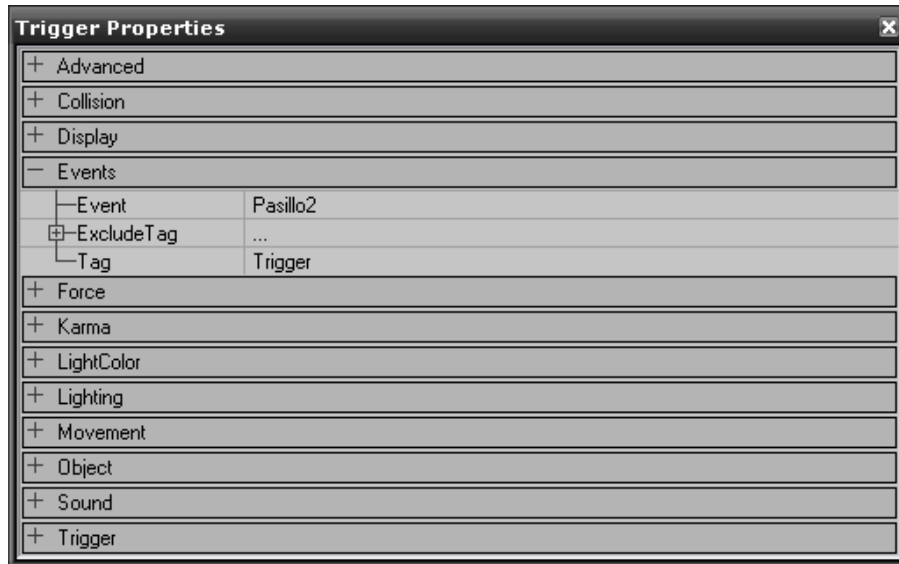 Trigger Properties
Advanced
Collision
Display
Events
Event Pasillo2
ExcludeTag ...
Tag Trigger
Force
Karma
LightColor
Lighting
Movement
Object
Sound
Trigger